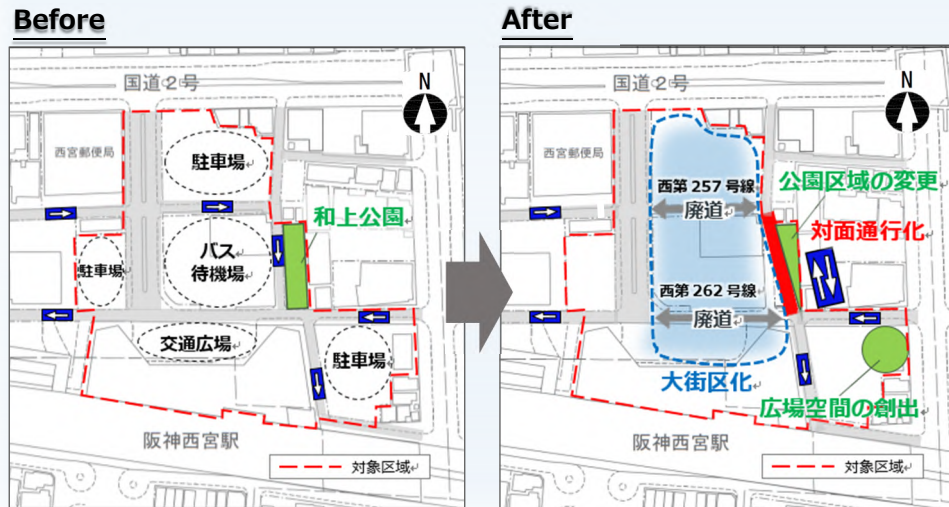 Before
国道2号
N
西宮郵便局
駐車場
和上公園
バス
待機場
駐車場
交通広場
駐車場
阪神西宮駅
対象区域
After
国道2号
N
西宮郵便局
西第257号線
廃道
公園区域の変更
対面通行化
西第262号線
廃道
大街区化
広場空間の創出
阪神西宮駅
対象区域